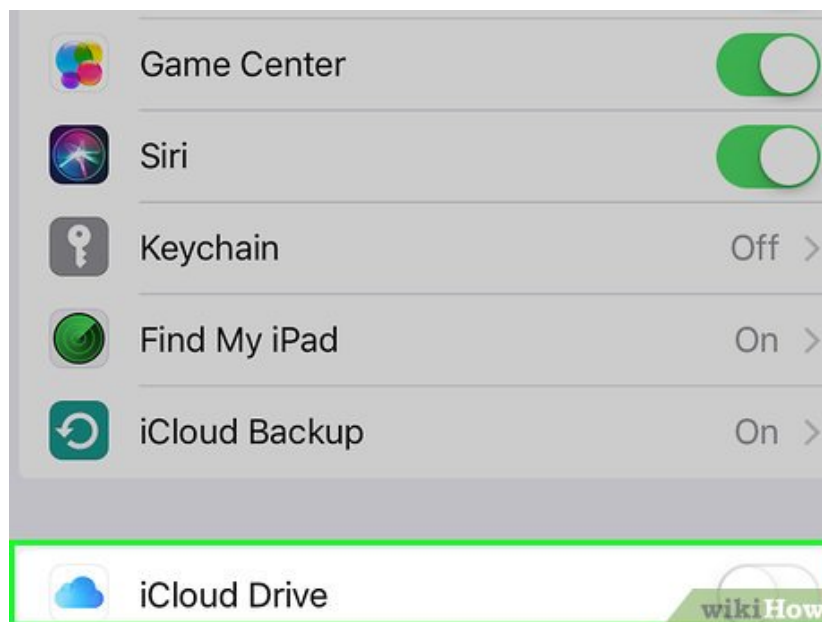 Game Center
Siri
Keychain Off
Find My iPad On
iCloud Backup On
iCloud Drive
wikiHow